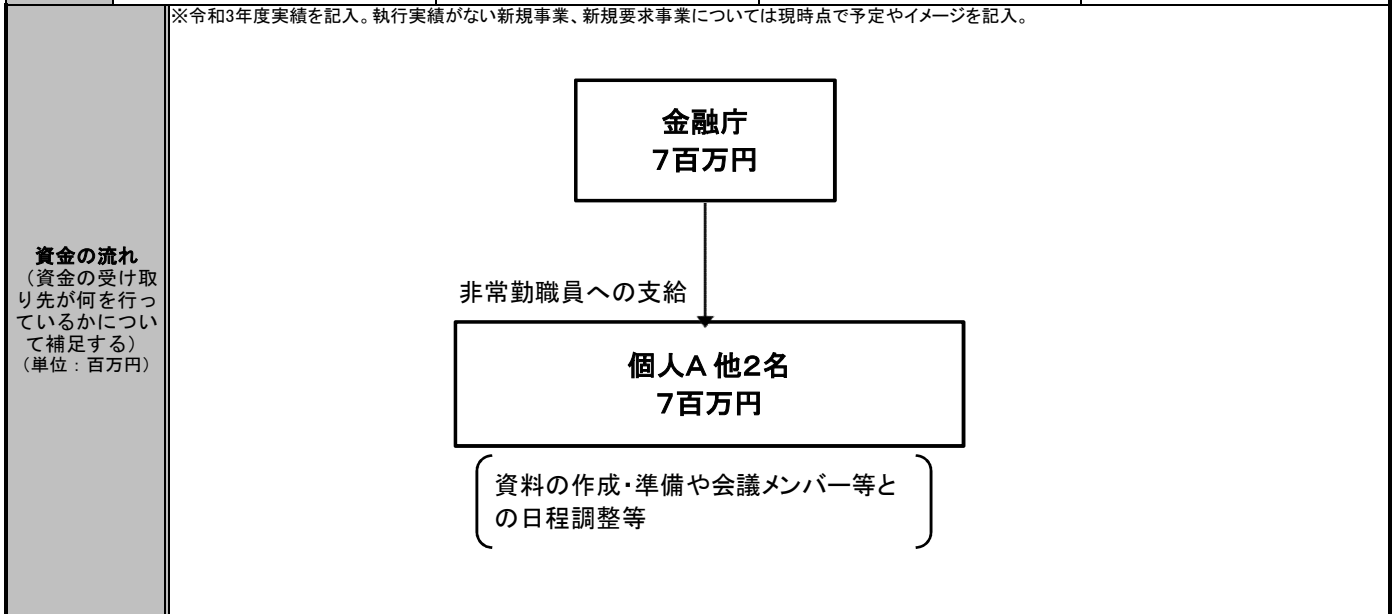 ※令和3年度実績を記入。執行実績がない新規事業、新規要求事業については現時点で予定やイメージを記入。
資金の流れ
（資金の受け取
り先が何を行っ
ているかについ
て補足する）
（単位：百万円）
金融庁
7百万円
非常勤職員への支給
個人A 他2名
7百万円
資料の作成・準備や会議メンバー等と
の日程調整等